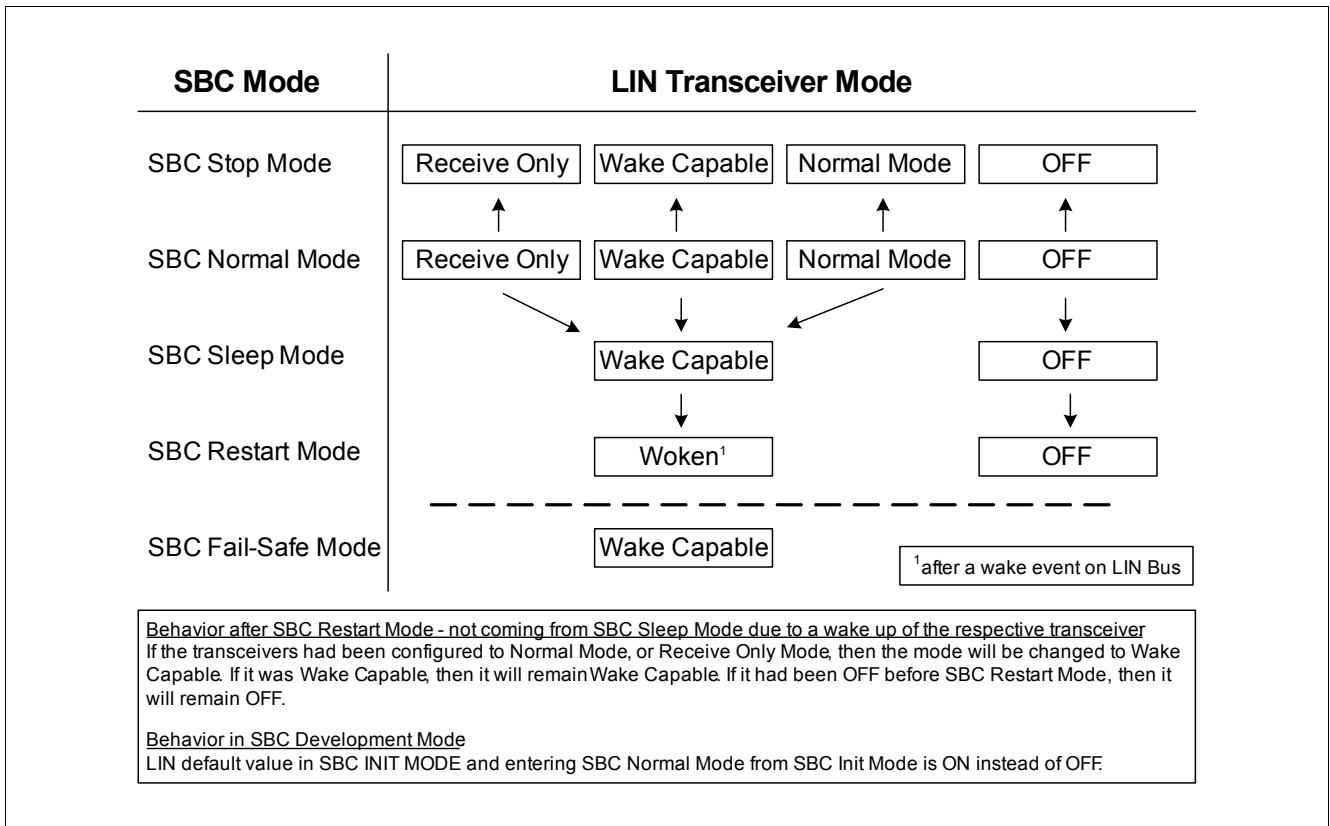 SBC Mode LIN Transceiver Mode
SBC Stop Mode Receive Only Wake Capable Normal Mode OFF
SBC Normal Mode Receive Only Wake Capable Normal Mode OFF
SBC Sleep Mode Wake Capable OFF
SBC Restart Mode Woken¹ OFF
SBC Fail-Safe Mode Wake Capable
¹after a wake event on LIN Bus
Behavior after SBC Restart Mode - not coming from SBC Sleep Mode due to a wake up of the respective transceiver
If the transceivers had been configured to Normal Mode, or Receive Only Mode, then the mode will be changed to Wake
Capable. If it was Wake Capable, then it will remain Wake Capable. If it had been OFF before SBC Restart Mode, then it
will remain OFF.
Behavior in SBC Development Mode
LIN default value in SBC INIT MODE and entering SBC Normal Mode from SBC Init Mode is ON instead of OFF.